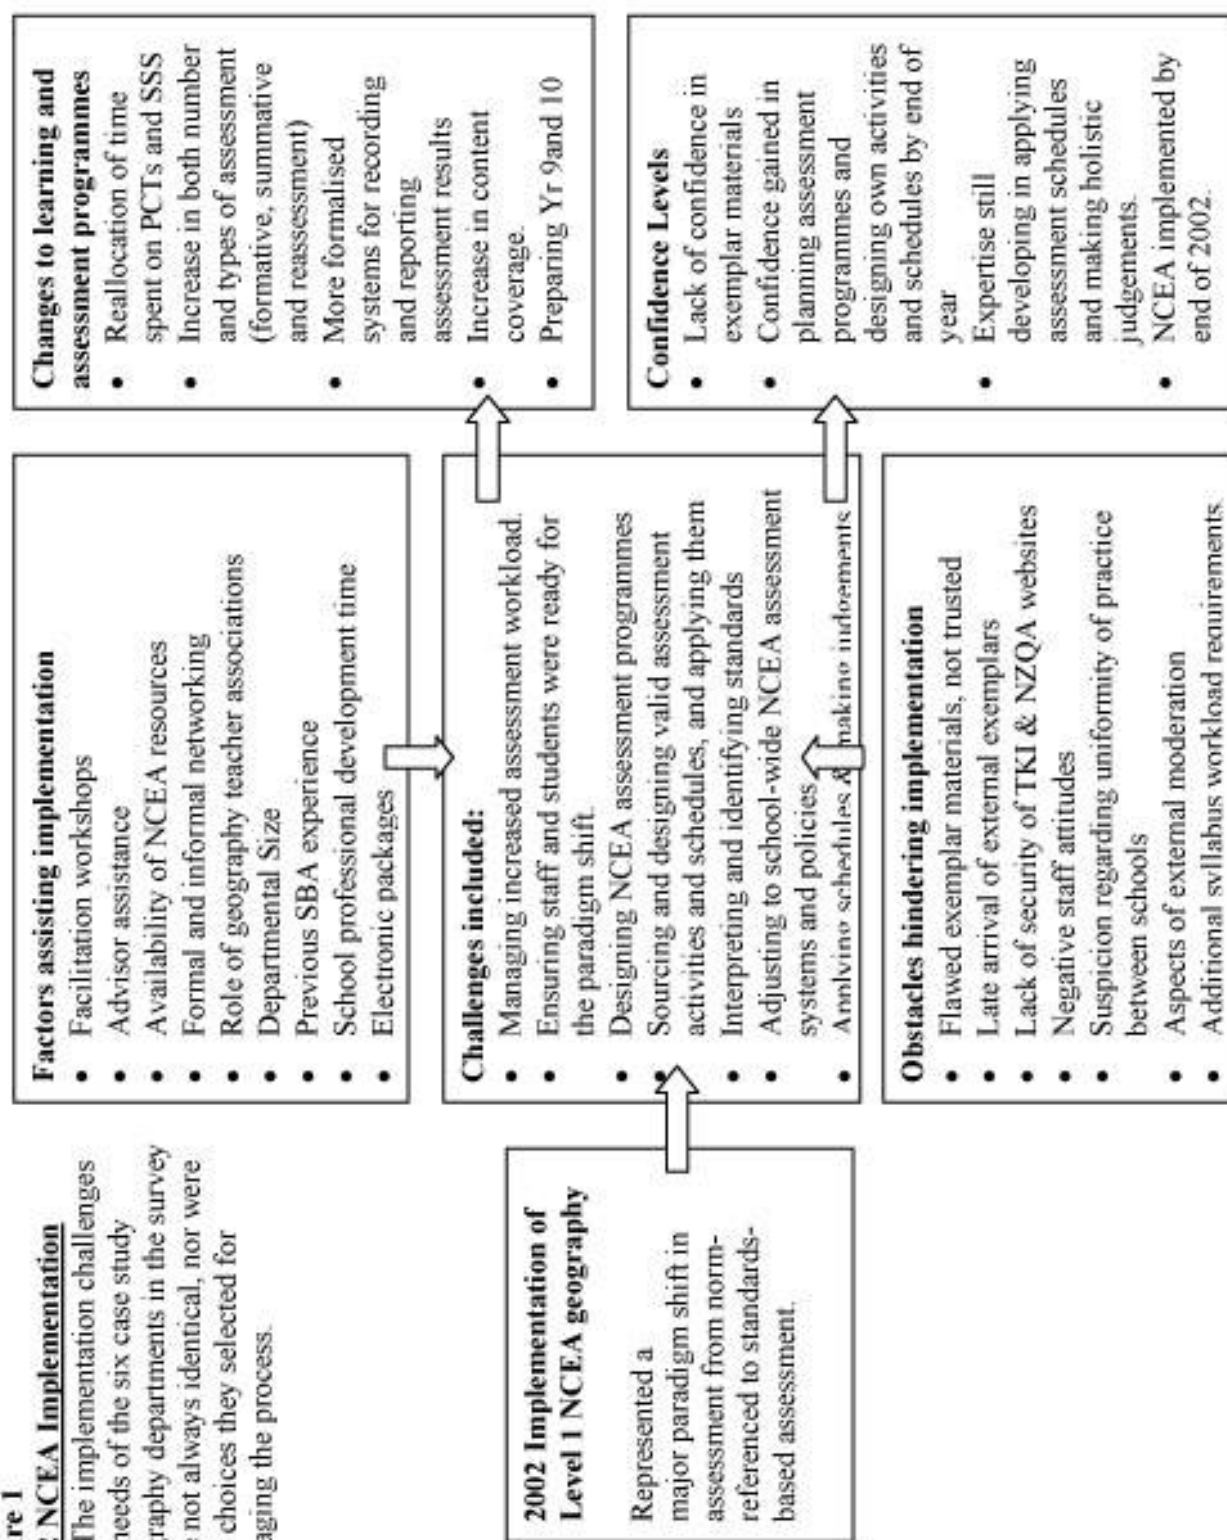 re 1
NCEA Implementation
The implementation challenges
needs of the six case study
graphy departments in the survey
not always identical, nor were
choices they selected for
aging the process.
2002 Implementation of
Level 1 NCEA geography
Represented a
major paradigm shift in
assessment from norm-
referenced to standards-
based assessment.
Factors assisting implementation
• Facilitation workshops
• Advisor assistance
• Availability of NCEA resources
• Formal and informal networking
• Role of geography teacher associations
• Departmental Size
• Previous SBA experience
• School professional development time
• Electronic packages
Challenges included:
• Managing increased assessment workload.
• Ensuring staff and students were ready for
the paradigm shift.
• Designing NCEA assessment programmes
• Sourcing and designing valid assessment
activities and schedules, and applying them
• Interpreting and identifying standards
• Adjusting to school-wide NCEA assessment
systems and policies
• Applying schedules & making judgements
Obstacles hindering implementation
• Flawed exemplar materials, not trusted
• Late arrival of external exemplars
• Lack of security of TKI & NZQA websites
• Negative staff attitudes
• Suspicion regarding uniformity of practice
between schools
• Aspects of external moderation
• Additional syllabus workload requirements.
Changes to learning and
assessment programmes
• Reallocation of time
spent on PCTs and SSS
• Increase in both number
and types of assessment
(formative, summative
and reassessment)
• More formalised
systems for recording
and reporting
assessment results
• Increase in content
coverage.
• Preparing Yr 9and 10
Confidence Levels
• Lack of confidence in
exemplar materials
• Confidence gained in
planning assessment
programmes and
designing own activities
and schedules by end of
year
• Expertise still
developing in applying
assessment schedules
and making holistic
judgements.
• NCEA implemented by
end of 2002.